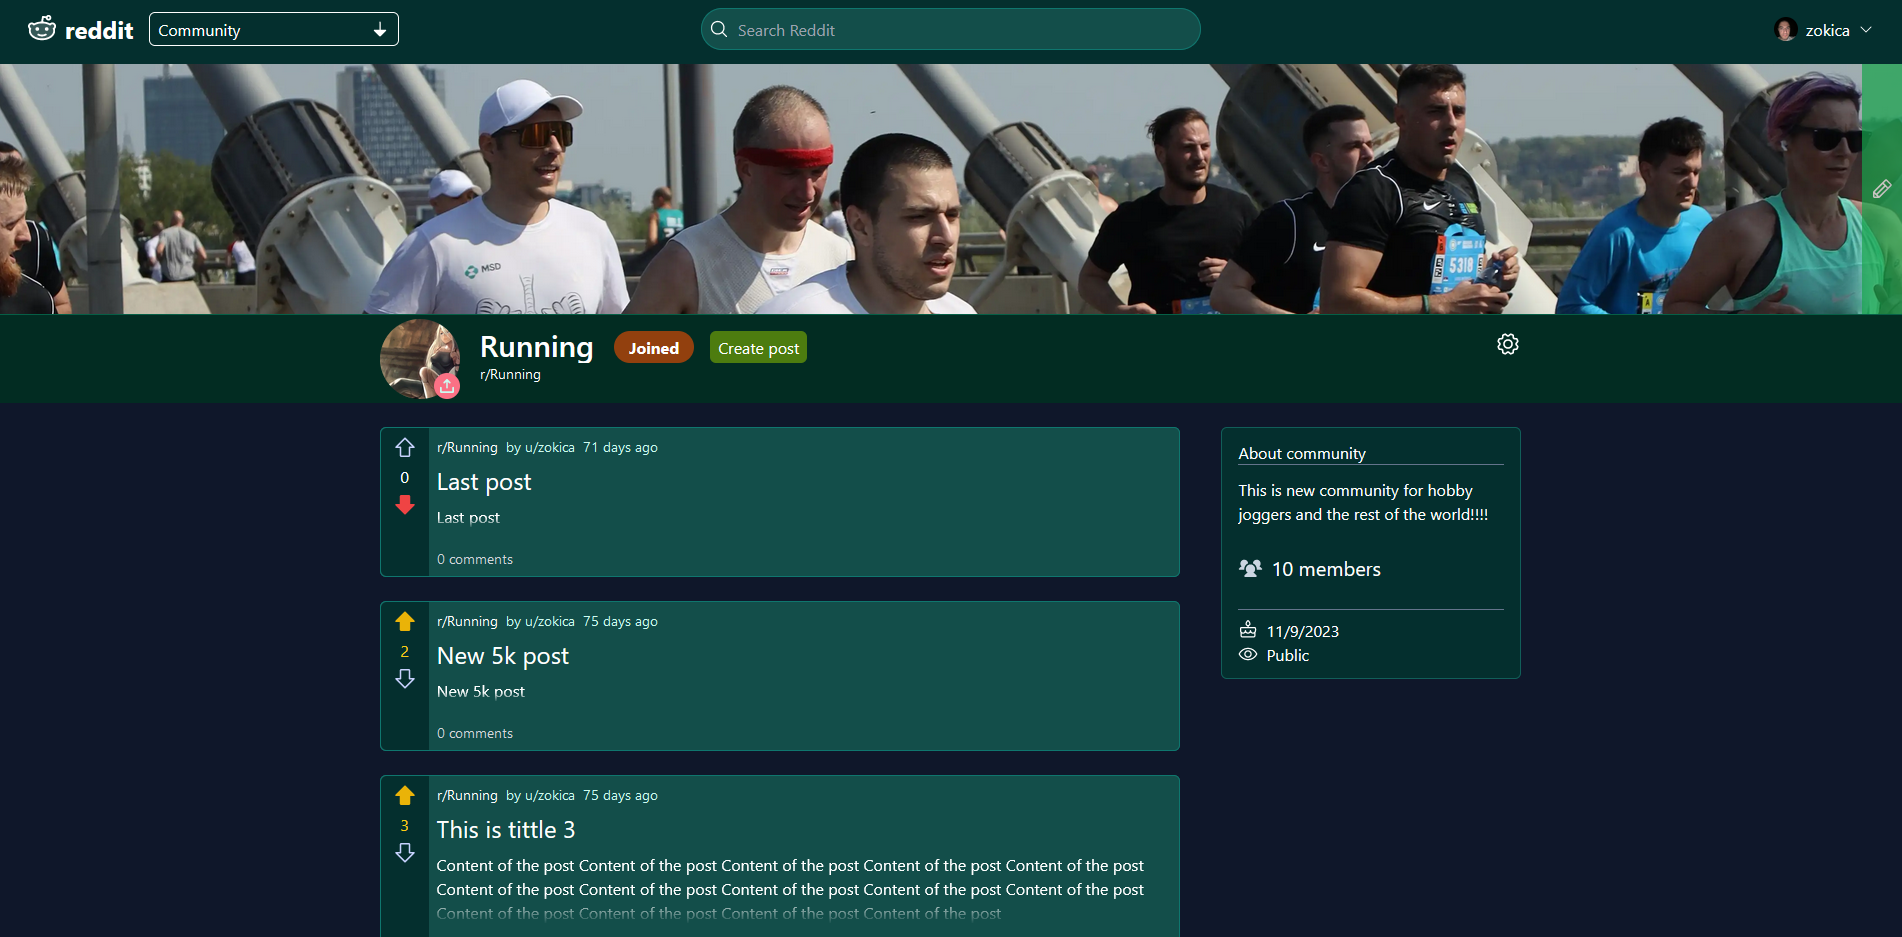 reddit
Community
Search Reddit
zokica
MSD
5318
Running
Joined
Create post
r/Running
r/Running by u/zokica 71 days ago
0
Last post
Last post
0 comments
r/Running by u/zokica 75 days ago
2
New 5k post
New 5k post
0 comments
r/Running by u/zokica 75 days ago
3
This is tittle 3
Content of the post Content of the post Content of the post Content of the post Content of the post
Content of the post Content of the post Content of the post Content of the post Content of the post
Content of the post Content of the post Content of the post Content of the post
About community
This is new community for hobby
joggers and the rest of the world!!!!
10 members
11/9/2023
Public